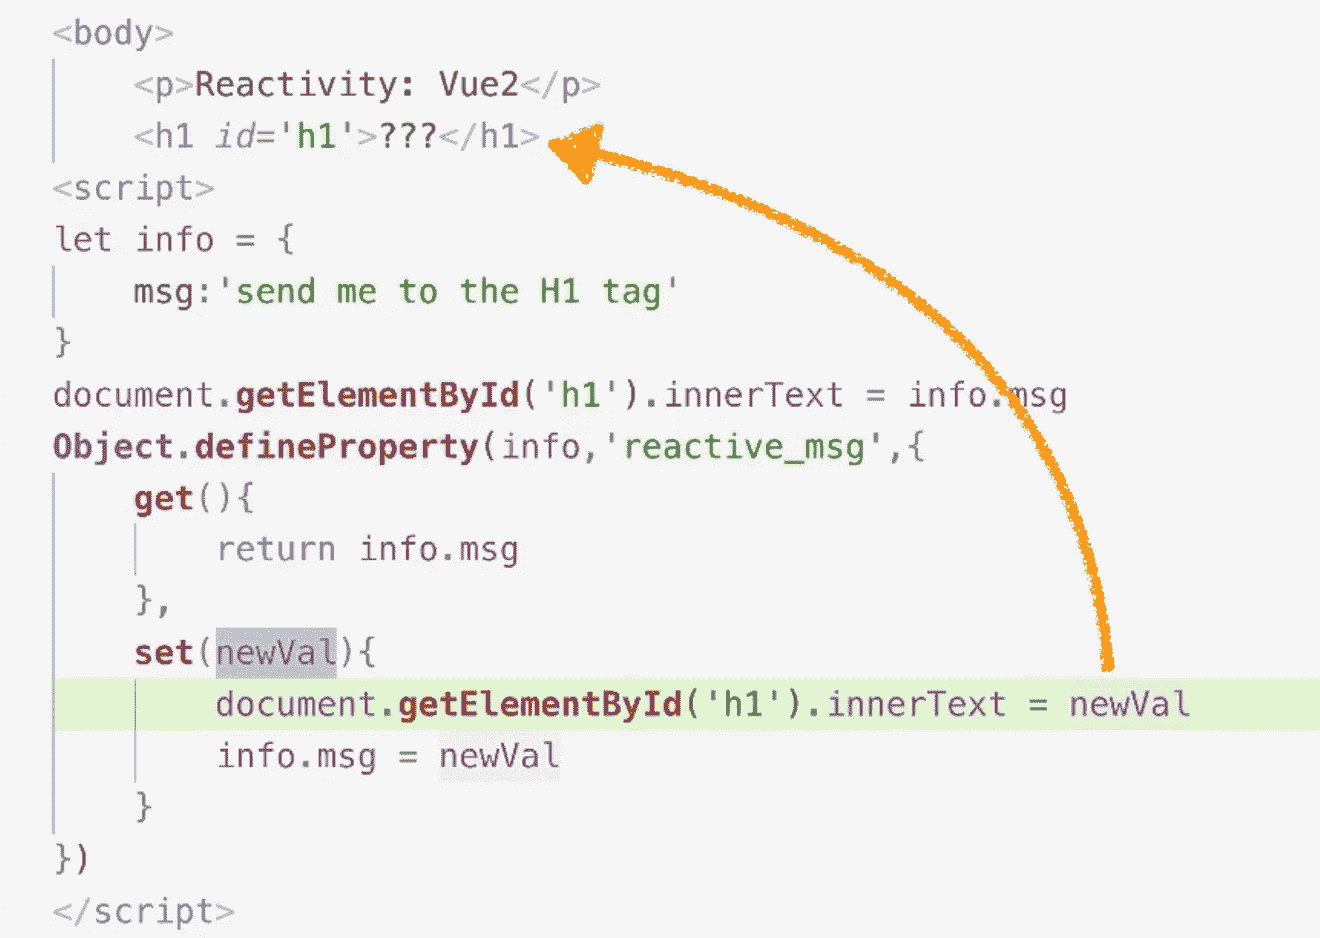 <body>
<p>Reactivity: Vue2</p>
<h1 id='h1'>???</h1>
<script>
let info = {
msg:'send me to the H1 tag'
}
document.getElementById('h1').innerText = info.msg
Object.defineProperty(info,'reactive_msg',{
get(){
return info.msg
},
set(newVal){
document.getElementById('h1').innerText = newVal
info.msg = newVal
}
})
</script>